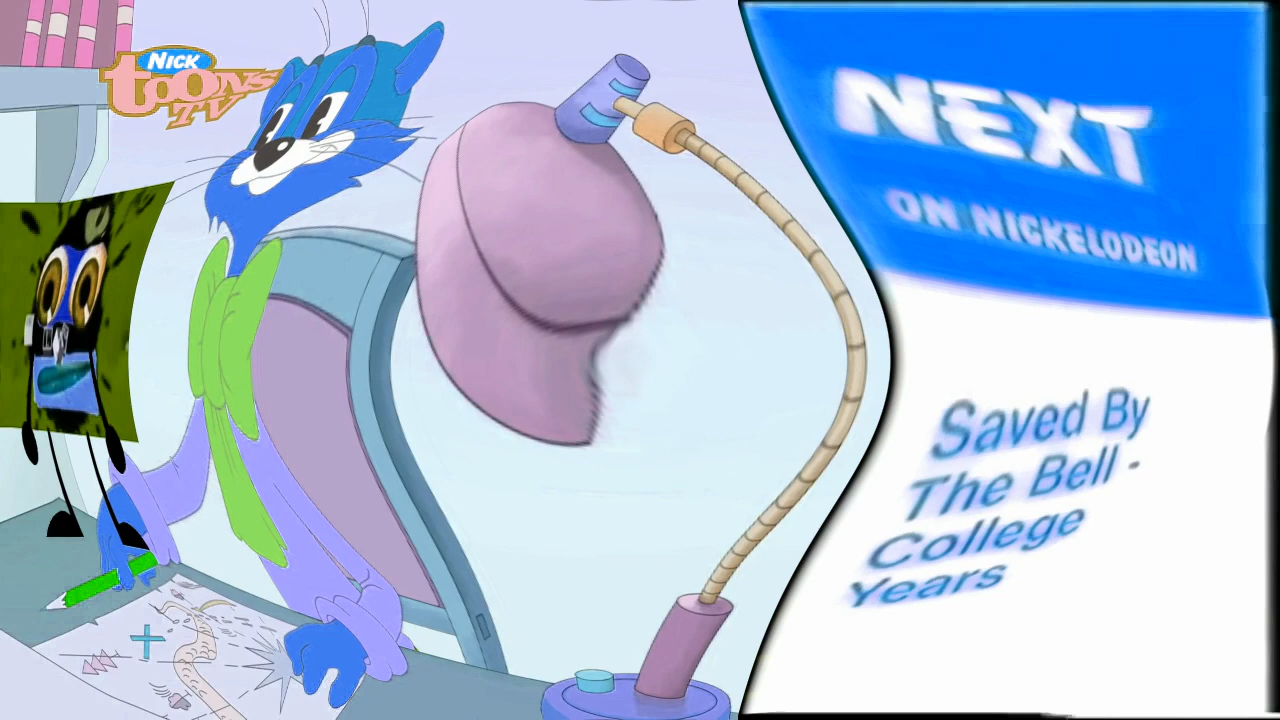 NICK
toons
TV
NEXT
ON NICKELODEON
Saved By
The Bell -
College
Years